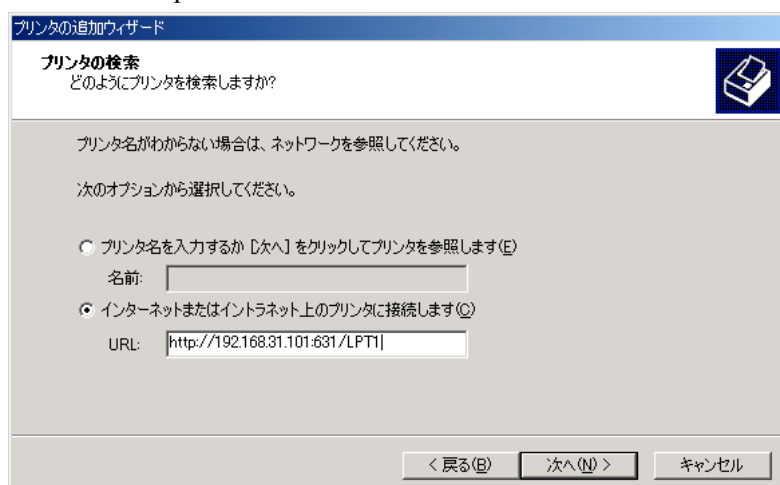 プリンタの追加ウィザード
プリンタの検索
どのようにプリンタを検索しますか?
プリンタ名がわからない場合は、ネットワークを参照してください。
次のオプションから選択してください。
プリンタ名を入力するか [次へ] をクリックしてプリンタを参照します(E)
名前:
インターネットまたはイントラネット上のプリンタに接続します(C)
URL: http://192.168.31.101:631/LPT1
< 戻る(B) 次へ(N) > キャンセル